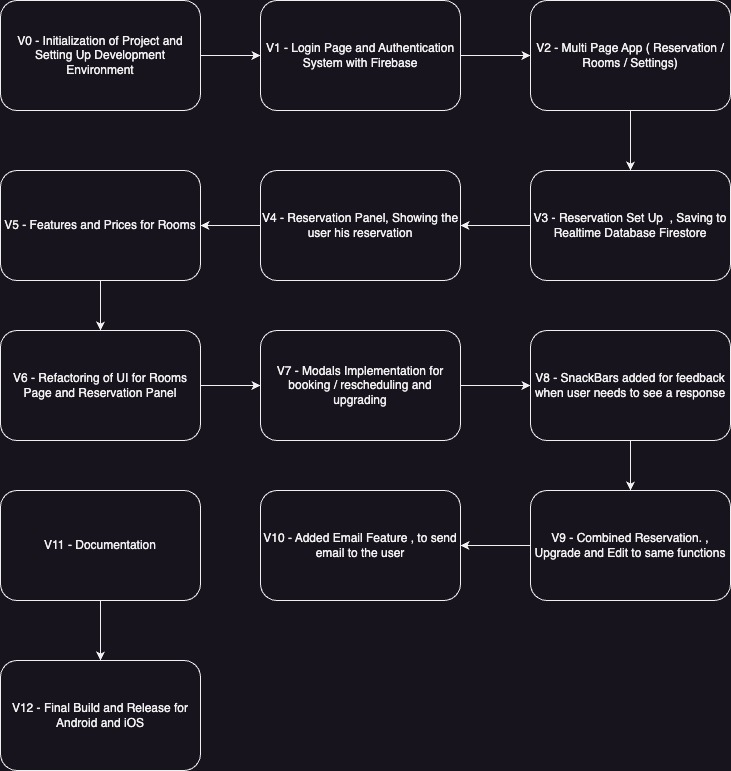 V0 - Initialization of Project and
Setting Up Development
Environment
V1 - Login Page and Authentication
System with Firebase
V2 - Multi Page App ( Reservation /
Rooms / Settings)
V5 - Features and Prices for Rooms
V4 - Reservation Panel, Showing the
user his reservation
V3 - Reservation Set Up , Saving to
Realtime Database Firestore
V6 - Refactoring of UI for Rooms
Page and Reservation Panel
V7 - Modals Implementation for
booking / rescheduling and
upgrading
V8 - SnackBars added for feedback
when user needs to see a response
V11 - Documentation
V10 - Added Email Feature , to send
email to the user
V9 - Combined Reservation. ,
Upgrade and Edit to same functions
V12 - Final Build and Release for
Android and iOS